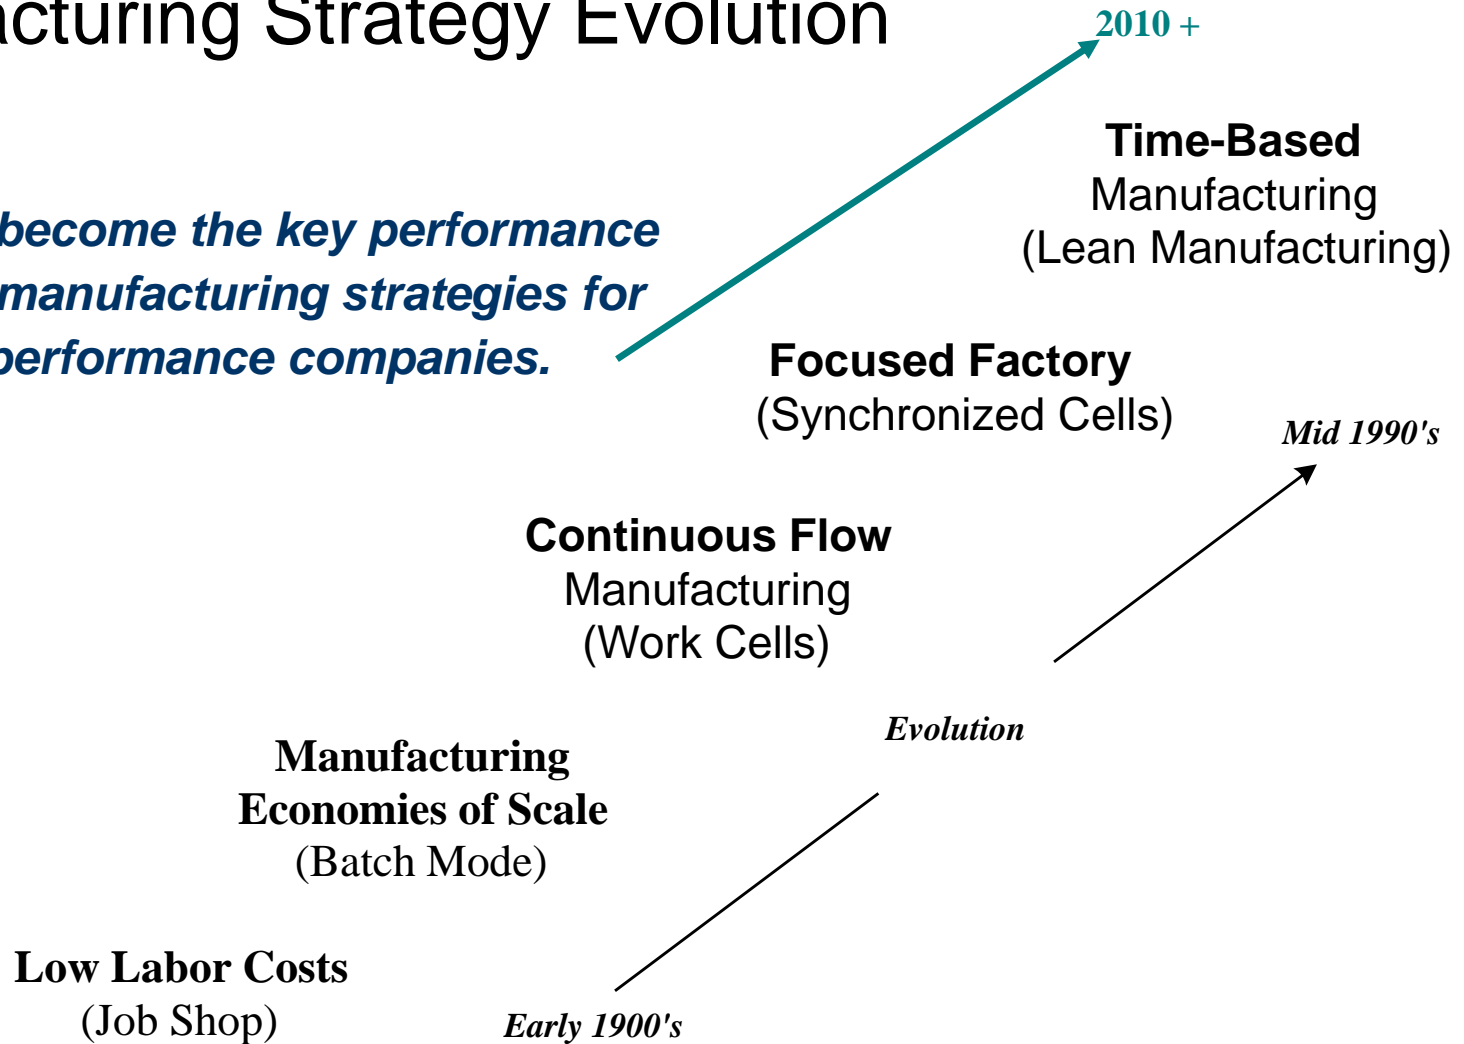 acturing Strategy Evolution
2010 +
Time-Based
Manufacturing
(Lean Manufacturing)
become the key performance
manufacturing strategies for
performance companies.
Focused Factory
(Synchronized Cells)
Mid 1990's
Continuous Flow
Manufacturing
(Work Cells)
Evolution
Manufacturing
Economies of Scale
(Batch Mode)
Low Labor Costs
(Job Shop)
Early 1900's